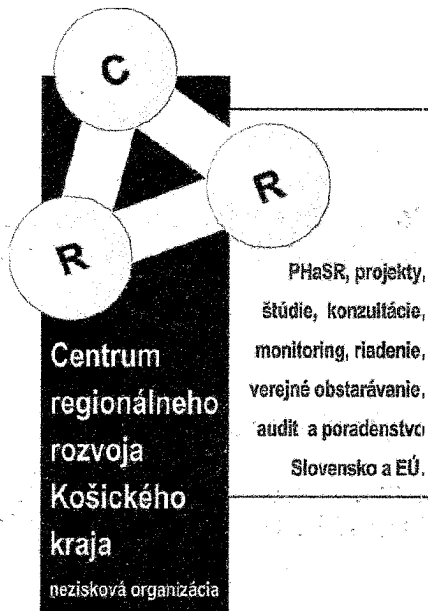 C
R
R
Centrum
regionálneho
rozvoja
Košického
kraja
nezisková organizácia
PHaSR, projekty,
štúdie, konzultácie,
monitoring, riadenie,
verejné obstarávanie,
audit a poradenstvo
Slovensko a EÚ.